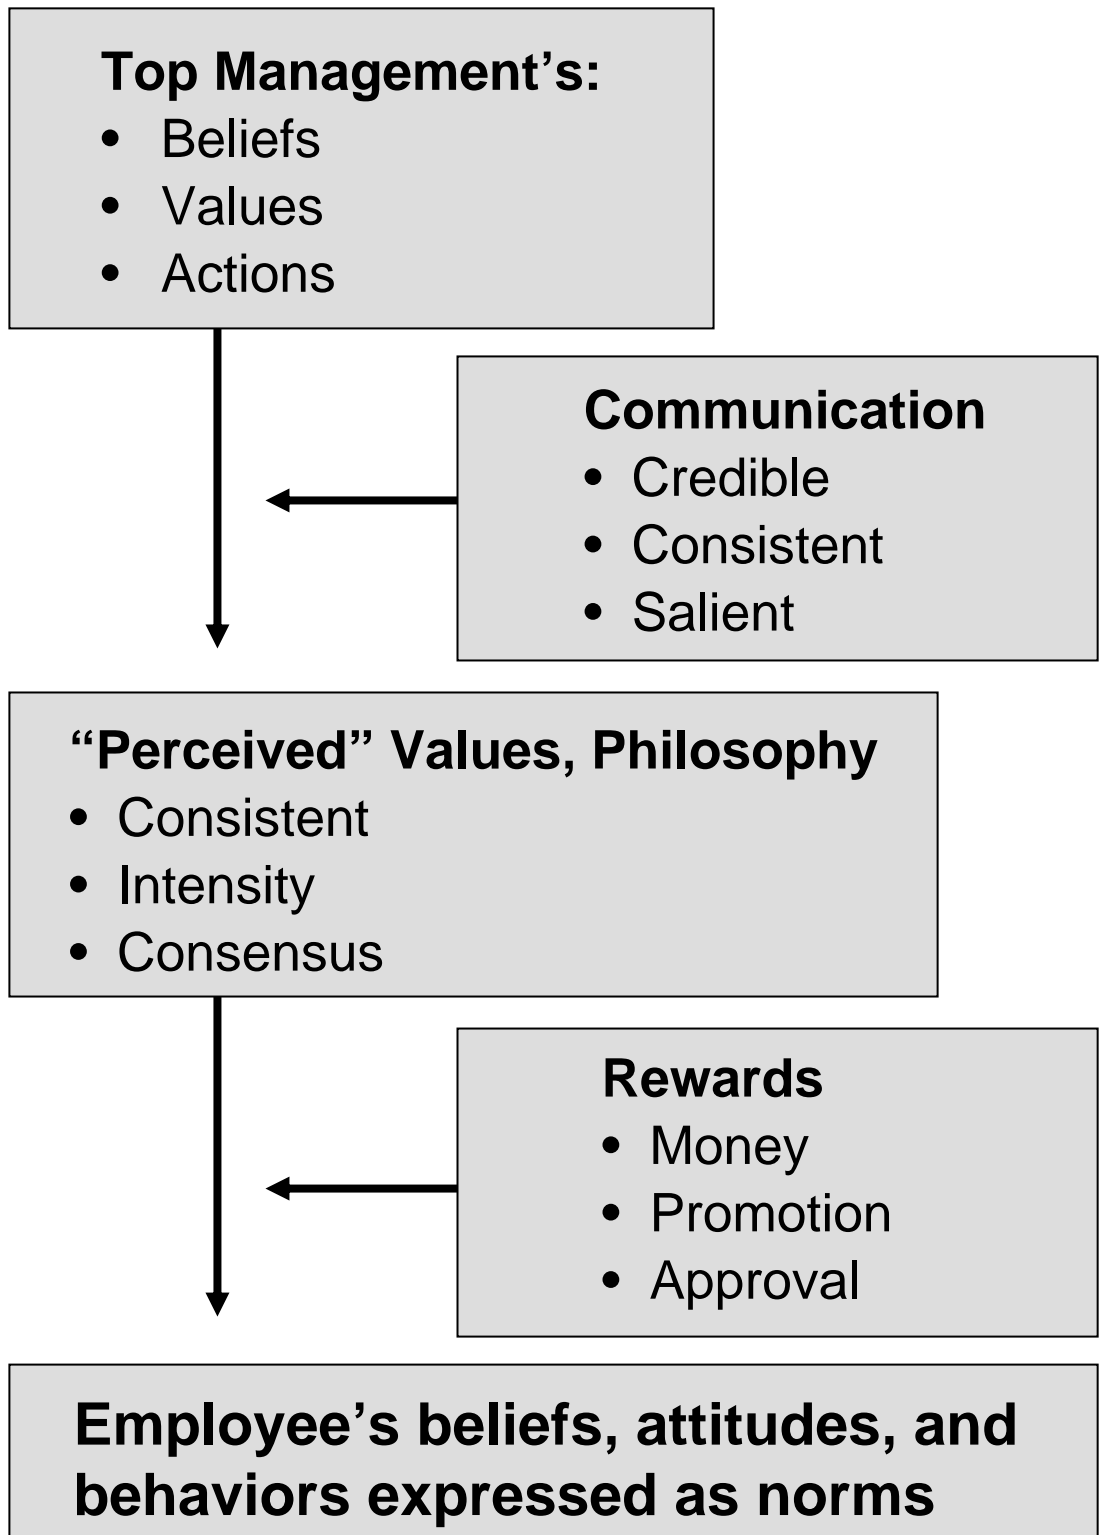 Top Management’s:
• Beliefs
• Values
• Actions
Communication
• Credible
• Consistent
• Salient
“Perceived” Values, Philosophy
• Consistent
• Intensity
• Consensus
Rewards
• Money
• Promotion
• Approval
Employee’s beliefs, attitudes, and
behaviors expressed as norms